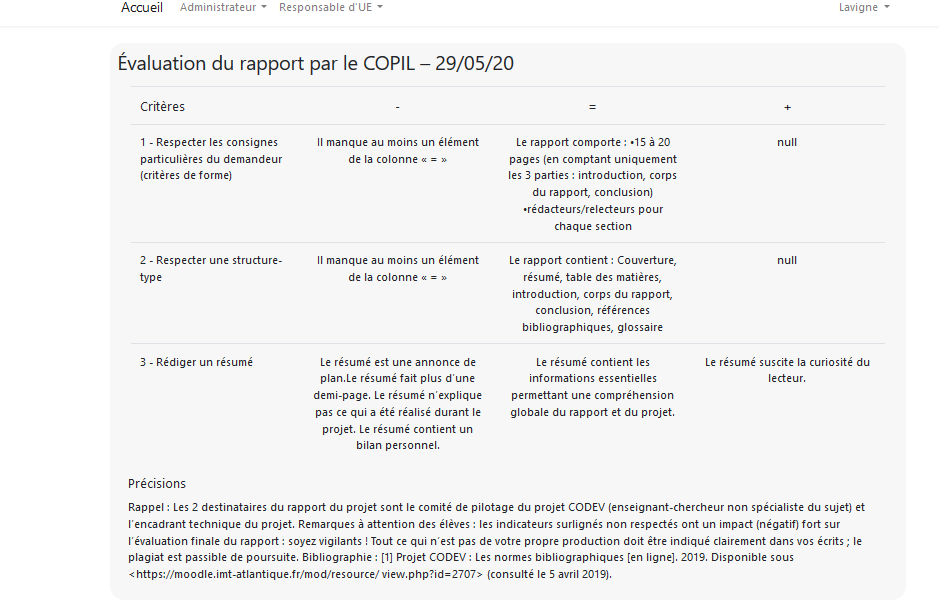 Accueil Administrateur Responsable d'UE Lavigne
Évaluation du rapport par le COPIL – 29/05/20
Critères - = +
1 - Respecter les consignes
particulières du demandeur
(critères de forme)
Il manque au moins un élément
de la colonne « = »
Le rapport comporte : •15 à 20
pages (en comptant uniquement
les 3 parties : introduction, corps
du rapport, conclusion)
•rédacteurs/relecteurs pour
chaque section
null
2 - Respecter une structure-
type
Il manque au moins un élément
de la colonne « = »
Le rapport contient : Couverture,
résumé, table des matières,
introduction, corps du rapport,
conclusion, références
bibliographiques, glossaire
null
3 - Rédiger un résumé
Le résumé est une annonce de
plan.Le résumé fait plus d'une
demi-page. Le résumé n'explique
pas ce qui a été réalisé durant le
projet. Le résumé contient un
bilan personnel.
Le résumé contient les
informations essentielles
permettant une compréhension
globale du rapport et du projet.
Le résumé suscite la curiosité du
lecteur.
Précisions
Rappel : Les 2 destinataires du rapport du projet sont le comité de pilotage du projet CODEV (enseignant-chercheur non spécialiste du sujet) et
l'encadrant technique du projet. Remarques à attention des élèves : les indicateurs surlignés non respectés ont un impact (négatif) fort sur
l'évaluation finale du rapport : soyez vigilants ! Tout ce qui n'est pas de votre propre production doit être indiqué clairement dans vos écrits ; le
plagiat est passible de poursuite. Bibliographie : [1] Projet CODEV : Les normes bibliographiques [en ligne]. 2019. Disponible sous
<https://moodle.imt-atlantique.fr/mod/resource/ view.php?id=2707> (consulté le 5 avril 2019).